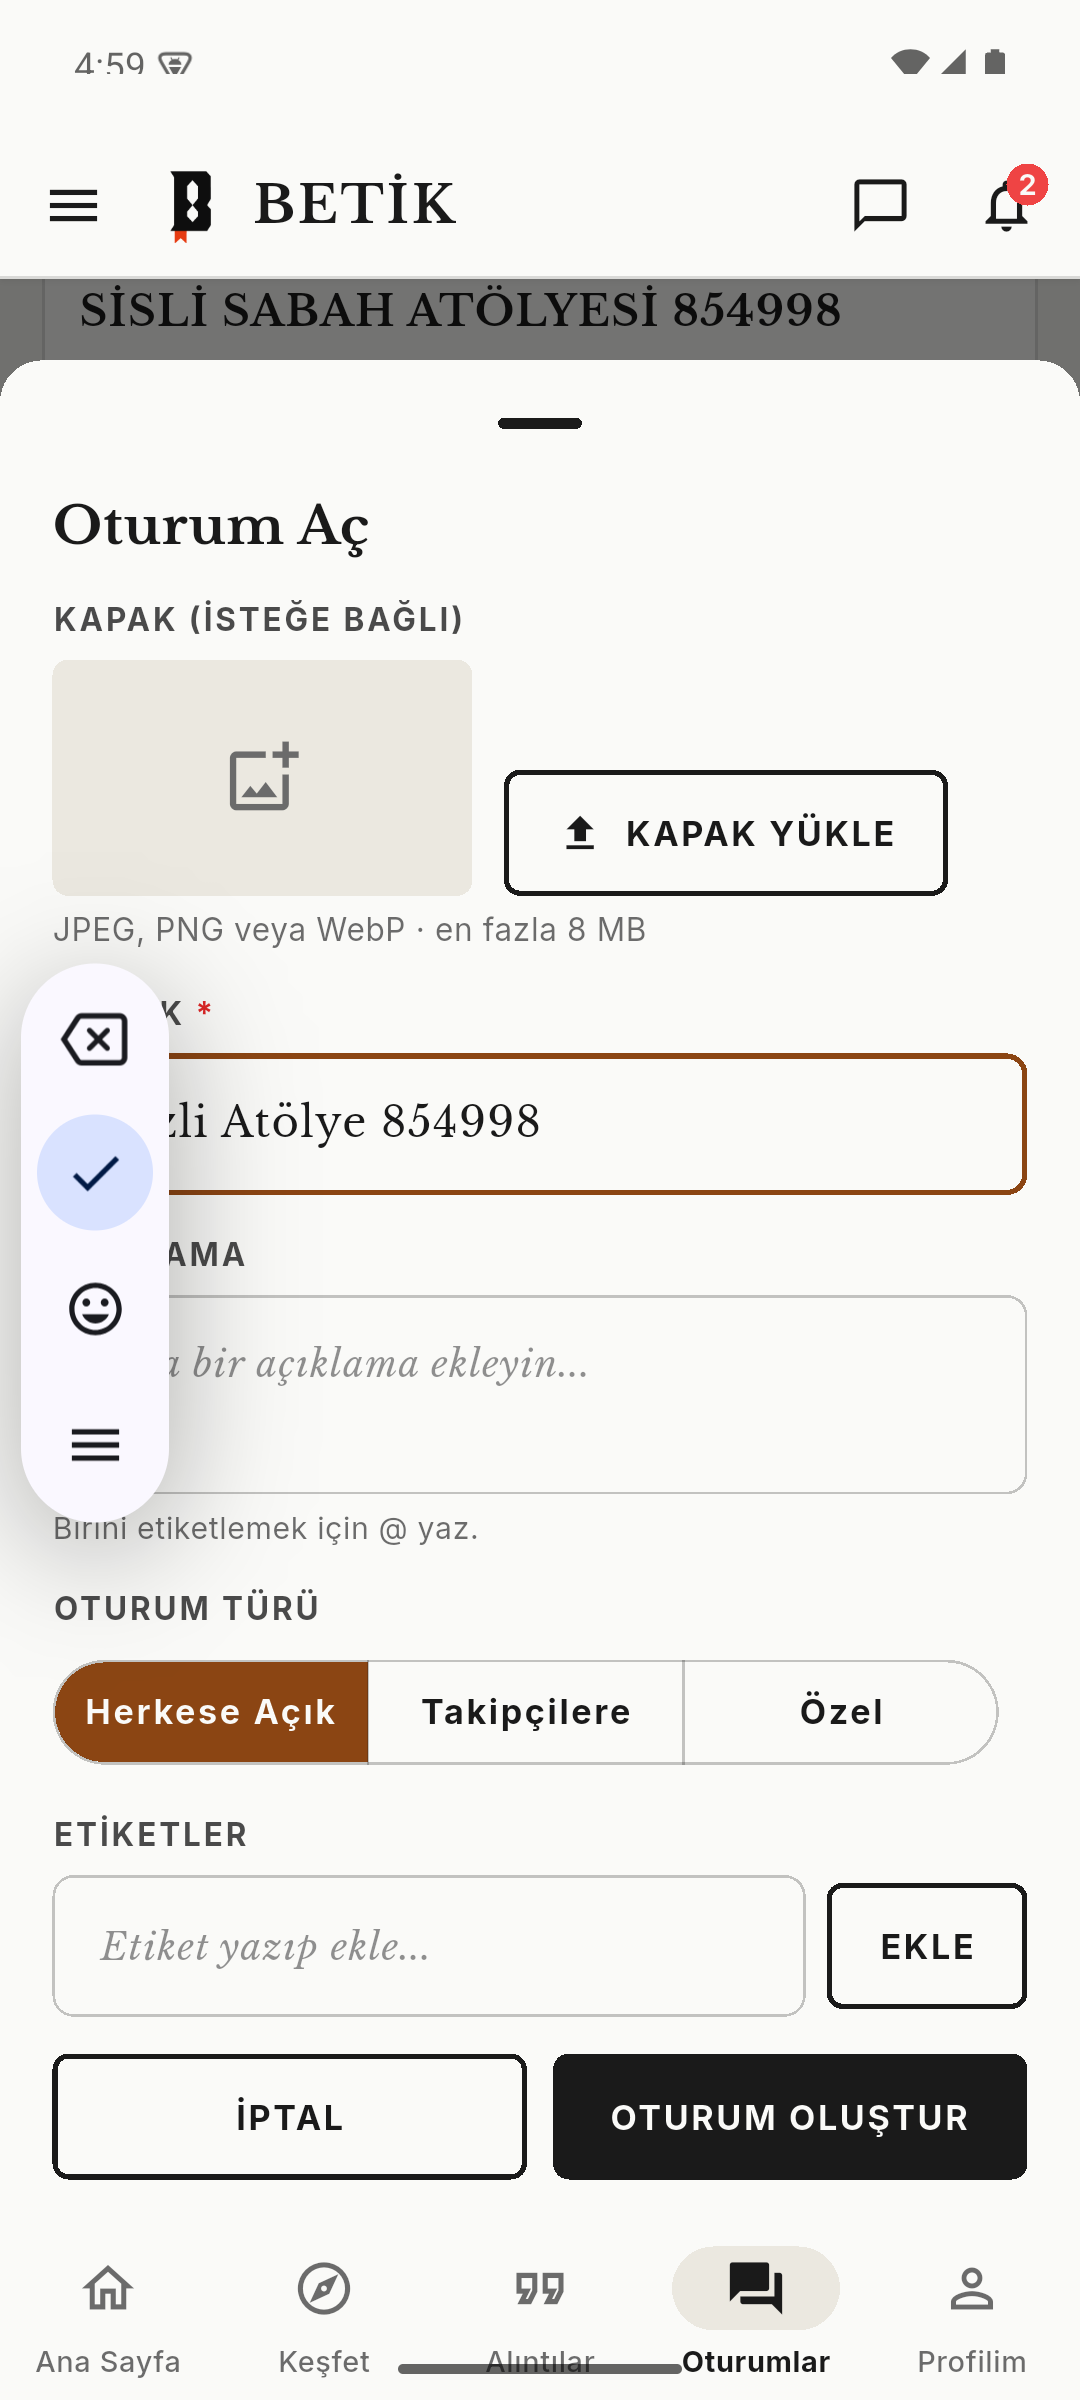 4:59
BETİK
2
SİSLİ SABAH ATÖLYESİ 854998
Oturum Aç
KAPAK (İSTEĞE BAĞLI)
KAPAK YÜKLE
JPEG, PNG veya WebP · en fazla 8 MB
K *
zli Atölye 854998
AMA
a bir açıklama ekleyin...
Birini etiketlemek için @ yaz.
OTURUM TÜRÜ
Herkese Açık Takipçilere Özel
ETİKETLER
Etiket yazıp ekle... EKLE
İPTAL OTURUM OLUŞTUR
Ana Sayfa Keşfet Alıntılar Oturumlar Profilim